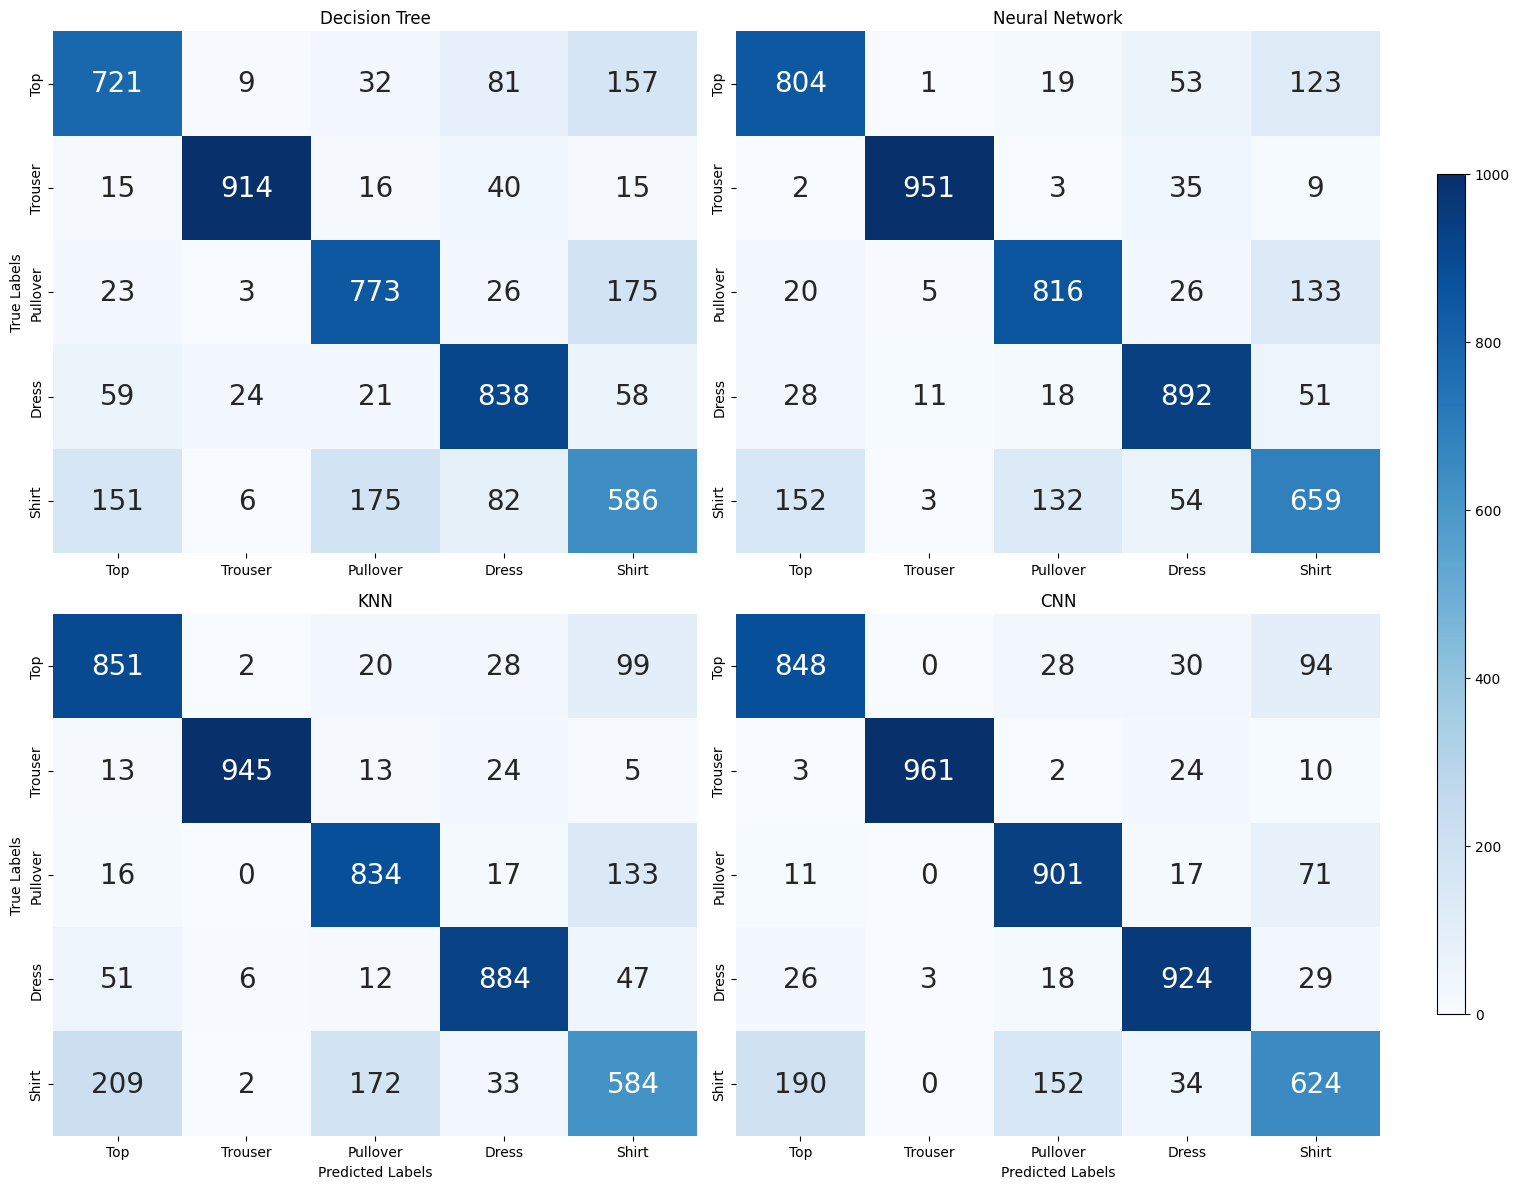 Decision Tree
Top 721 9 32 81 157
Trouser 15 914 16 40 15
Pullover 23 3 773 26 175
Dress 59 24 21 838 58
Shirt 151 6 175 82 586
True Labels
Top Trouser Pullover Dress Shirt
Neural Network
Top 804 1 19 53 123
Trouser 2 951 3 35 9
Pullover 20 5 816 26 133
Dress 28 11 18 892 51
Shirt 152 3 132 54 659
Top Trouser Pullover Dress Shirt
KNN
Top 851 2 20 28 99
Trouser 13 945 13 24 5
Pullover 16 0 834 17 133
Dress 51 6 12 884 47
Shirt 209 2 172 33 584
True Labels
Top Trouser Pullover Dress Shirt
Predicted Labels
CNN
Top 848 0 28 30 94
Trouser 3 961 2 24 10
Pullover 11 0 901 17 71
Dress 26 3 18 924 29
Shirt 190 0 152 34 624
Top Trouser Pullover Dress Shirt
Predicted Labels
1000
800
600
400
200
0